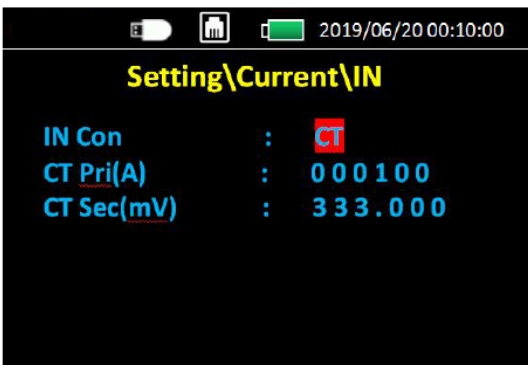 2019/06/20 00:10:00
Setting\Current\IN
IN Con : CT
CT Pri(A) : 000100
CT Sec(mV) : 333.000